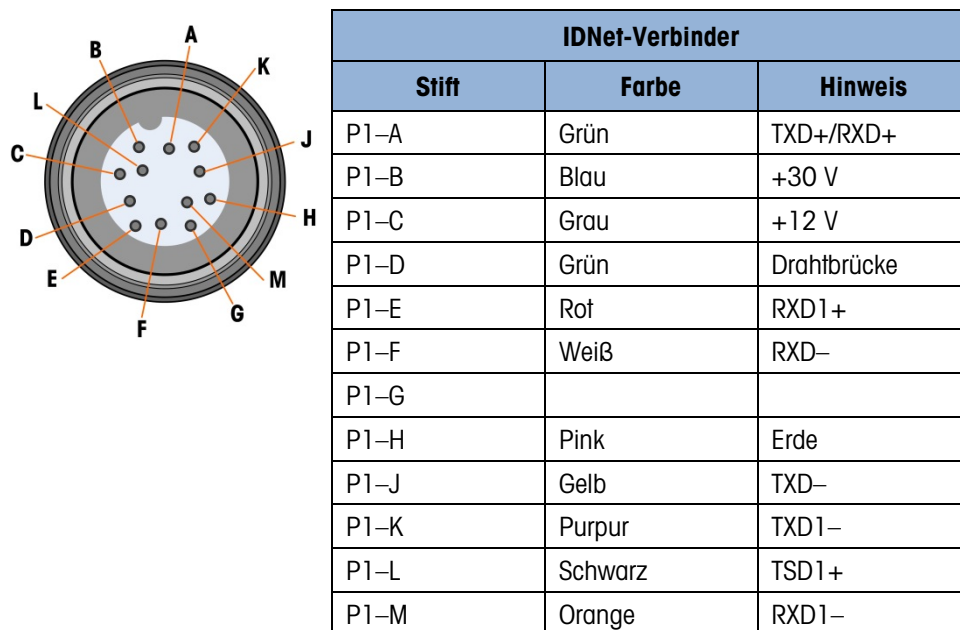 A
B
K
L
J
C
H
D
E
M
G
F
IDNet-Verbinder
Stift Farbe Hinweis
P1–A Grün TXD+/RXD+
P1–B Blau +30 V
P1–C Grau +12 V
P1–D Grün Drahtbrücke
P1–E Rot RXD1+
P1–F Weiß RXD–
P1–G
P1–H Pink Erde
P1–J Gelb TXD–
P1–K Purpur TXD1–
P1–L Schwarz TSD1+
P1–M Orange RXD1–